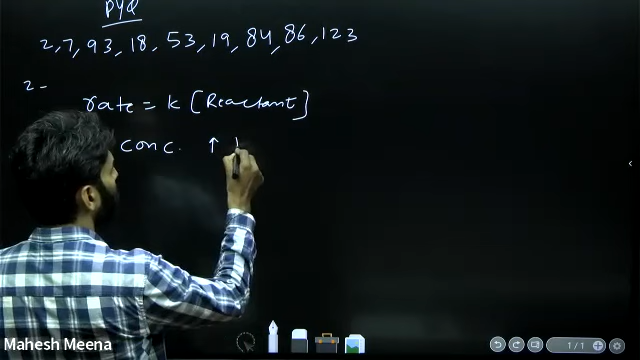 PYQ
2, 7, 93, 18, 53, 19, 84, 86, 123
2 -
rate = k [Reactant]
conc. ↑
Mahesh Meena
1/1